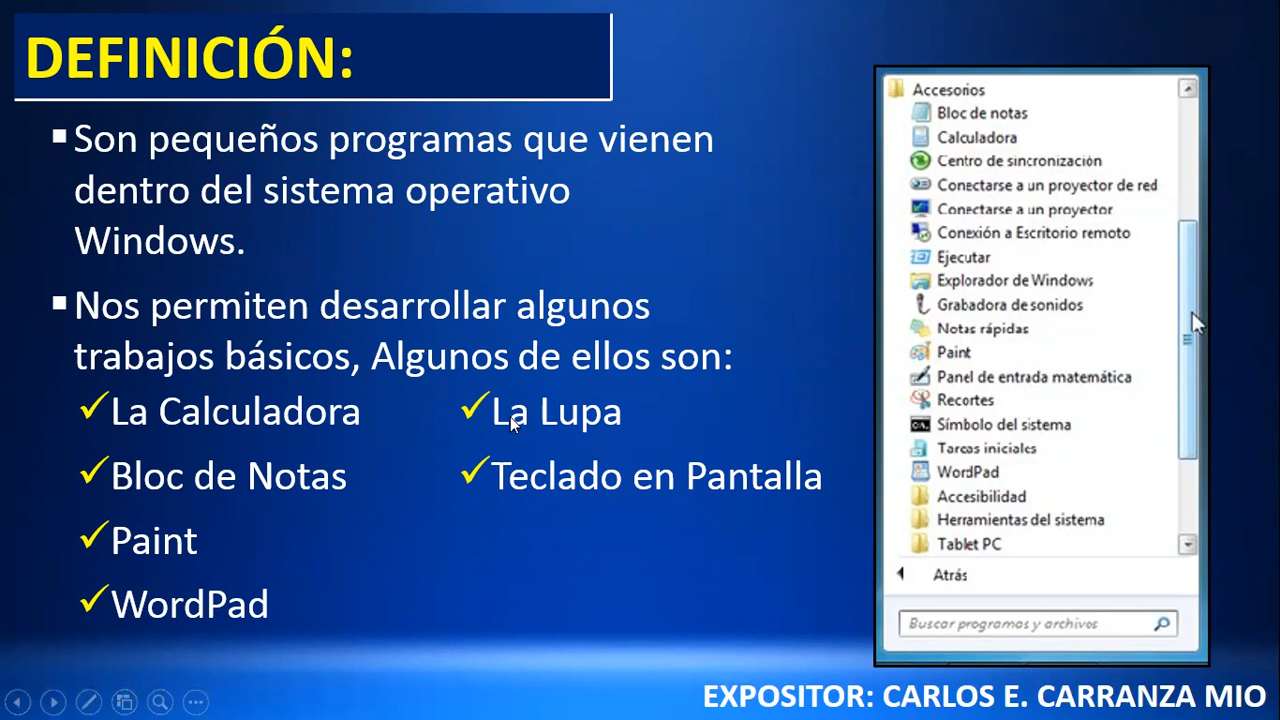 DEFINICIÓN:
Son pequeños programas que vienen
dentro del sistema operativo
Windows.
Nos permiten desarrollar algunos
trabajos básicos, Algunos de ellos son:
La Calculadora
Bloc de Notas
Paint
WordPad
La Lupa
Teclado en Pantalla
Accesorios
Bloc de notas
Calculadora
Centro de sincronización
Conectarse a un proyector de red
Conectarse a un proyector
Conexión a Escritorio remoto
Ejecutar
Explorador de Windows
Grabadora de sonidos
Notas rápidas
Paint
Panel de entrada matemática
Recortes
Símbolo del sistema
Tareas iniciales
WordPad
Accesibilidad
Herramientas del sistema
Tablet PC
Atrás
Buscar programas y archivos
EXPOSITOR: CARLOS E. CARRANZA MIO